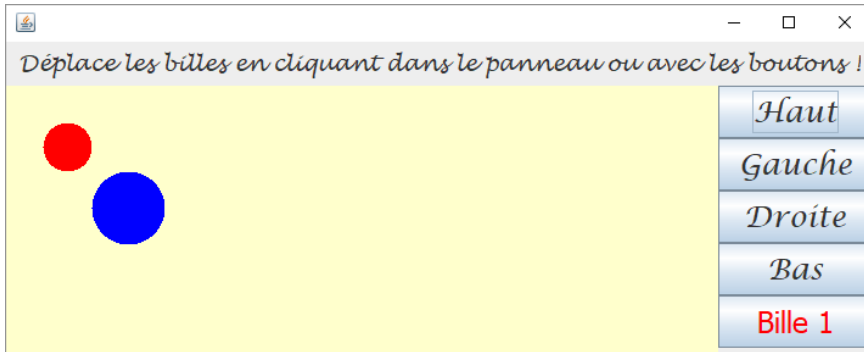 Déplace les billes en cliquant dans le panneau ou avec les boutons !
Haut
Gauche
Droite
Bas
Bille 1